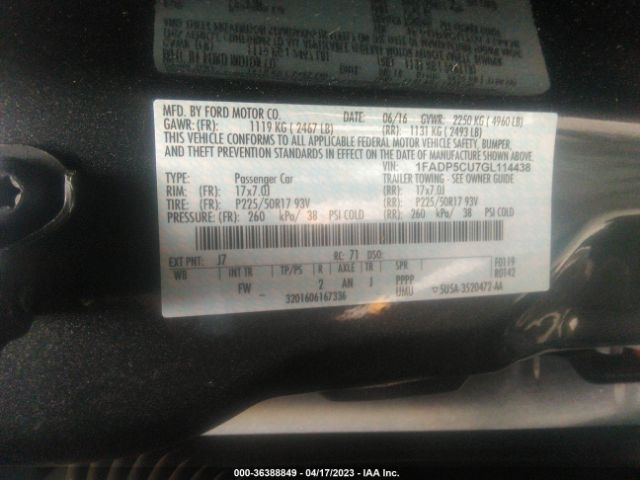 MFD. BY FORD MOTOR CO. DATE: 06/16 GVWR: 2250 KG ( 4960 LB)
GAWR: (FR): 1119 KG ( 2467 LB) (RR): 1131 KG ( 2493 LB)
THIS VEHICLE CONFORMS TO ALL APPLICABLE FEDERAL MOTOR VEHICLE SAFETY, BUMPER,
AND THEFT PREVENTION STANDARDS IN EFFECT ON THE DATE OF MANUFACTURE SHOWN ABOVE.
VIN: 1FADP5CU7GL114438
TYPE: Passenger Car TRAILER TOWING - SEE OWNER GUIDE
RIM: (FR) 17x7.0J (RR): 17x7.0J
TIRE: (FR) P225/50R17 93V (RR): P225/50R17 93V
PRESSURE: (FR) 260 kPa/ 38 PSI COLD (RR): 260 kPa/ 38 PSI COLD
EXT PNT: J7 RC: 71 DSO: F0119
WB INT TR TP/PS R AXLE TR SPR R0142
FW _ 2 AN J PPPP
3201606167336 UMU 5U5A-3520472-AA
000-36388849 - 04/17/2023 - IAA Inc.